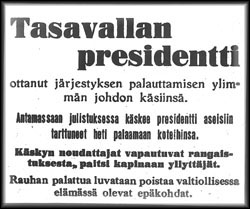 Tasavallan
presidentti
ottanut järjestyksen palauttamisen ylim-
män johdon käsiinsä.
Antamassaan julistuksessa käskee presidentti aseisiin
tarttuneet heti palaamaan koteihinsa.
Käskyn noudattajat vapautuvat rangais-
tuksesta, paitsi kapinaan yllyttäjät.
Rauhan palattua luvataan poistaa valtiollisessa
elämässä olevat epäkohdat.